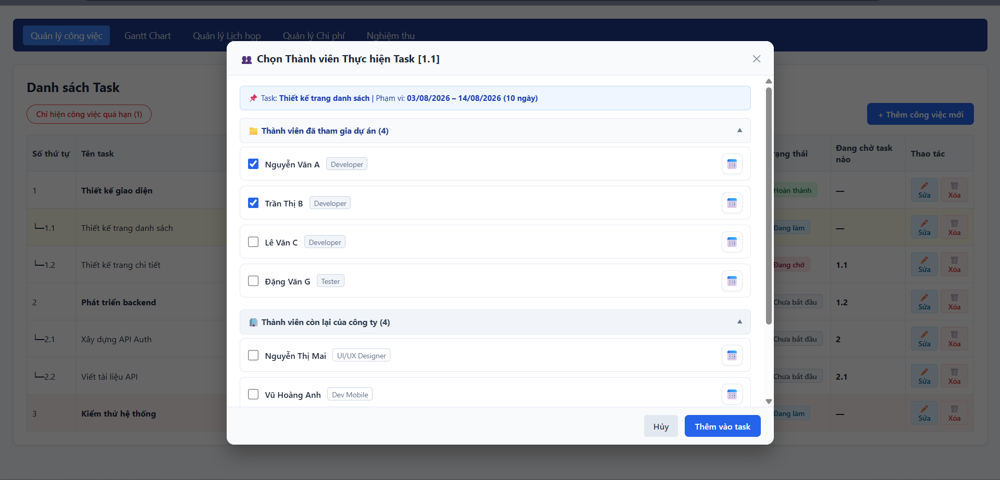 Quản lý công việc
Gantt Chart
Quản lý Lịch họp
Quản lý Chi phí
Nghiệm thu
Chọn Thành viên Thực hiện Task [1.1]
Task: Thiết kế trang danh sách | Phạm vi: 03/08/2026 – 14/08/2026 (10 ngày)
Thành viên đã tham gia dự án (4)
Nguyễn Văn A Developer
Trần Thị B Developer
Lê Văn C Developer
Đặng Văn G Tester
Thành viên còn lại của công ty (4)
Nguyễn Thị Mai UI/UX Designer
Vũ Hoàng Anh Dev Mobile
Hủy
Thêm vào task
Danh sách Task
Chỉ hiện công việc quá hạn (1)
+ Thêm công việc mới
Số thứ tự Tên task Đang chờ task nào Thao tác
1 Thiết kế giao diện Hoàn thành — Sửa Xóa
1.1 Thiết kế trang danh sách Đang làm — Sửa Xóa
1.2 Thiết kế trang chi tiết Đang chờ 1.1 Sửa Xóa
2 Phát triển backend Chưa bắt đầu 1.2 Sửa Xóa
2.1 Xây dựng API Auth Chưa bắt đầu 2 Sửa Xóa
2.2 Viết tài liệu API Chưa bắt đầu 2.1 Sửa Xóa
3 Kiểm thử hệ thống Đang làm — Sửa Xóa